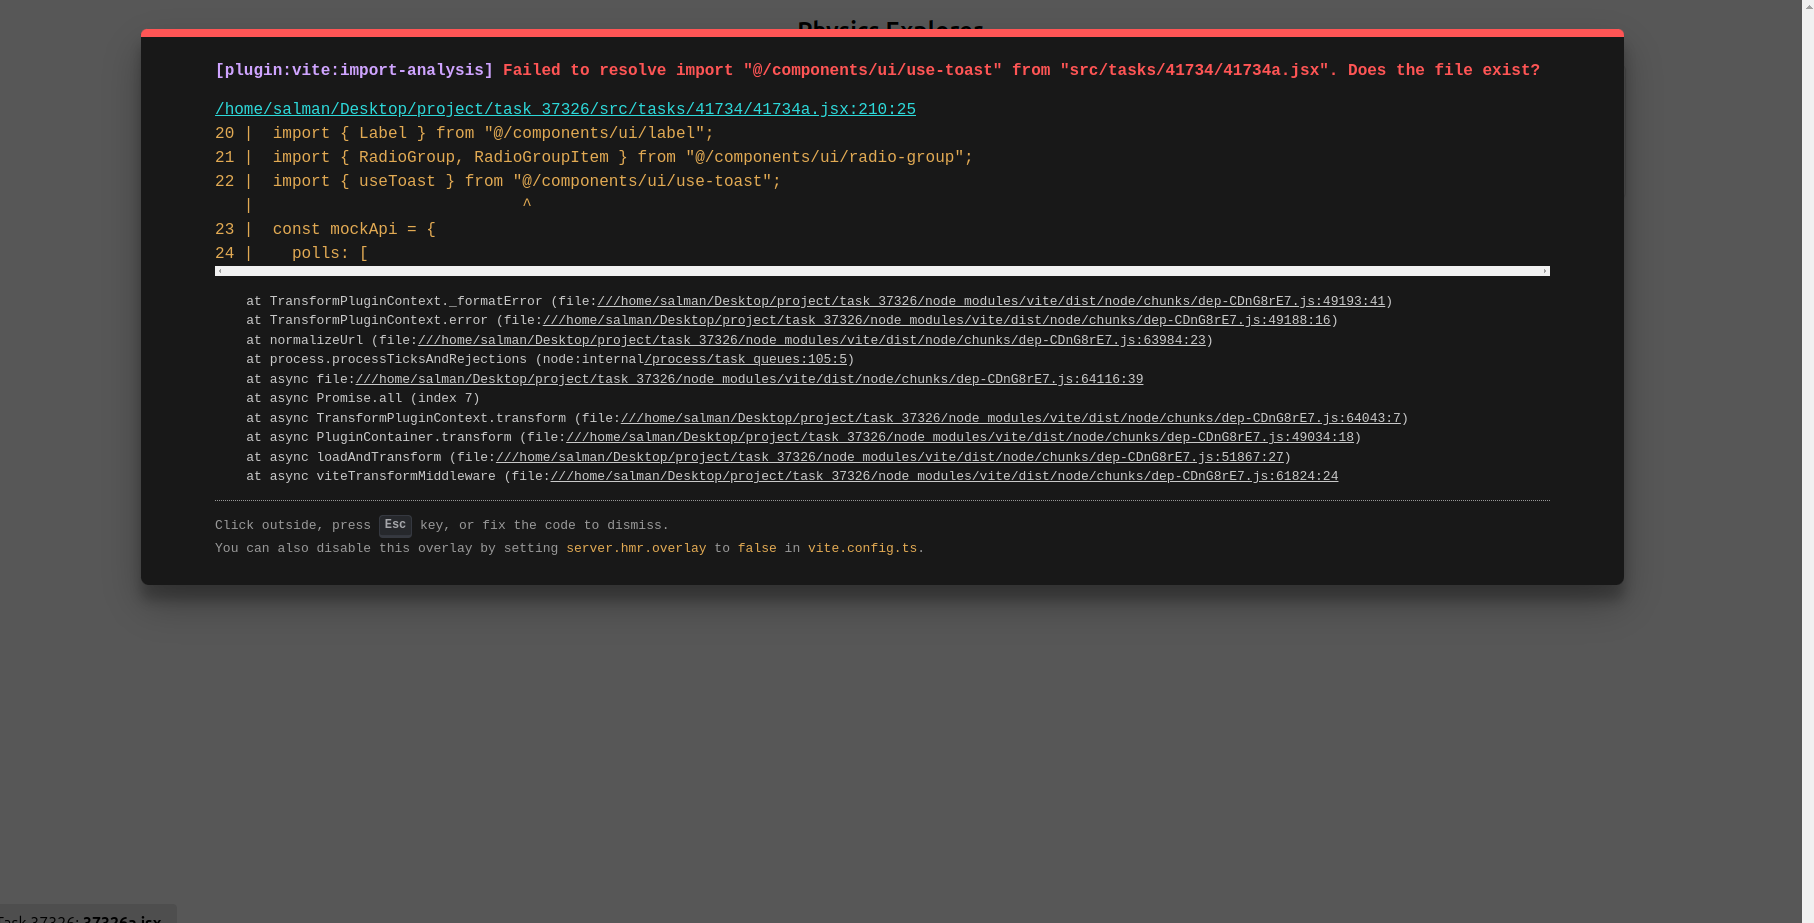 Physics Explorer
[plugin:vite:import-analysis] Failed to resolve import "@/components/ui/use-toast" from "src/tasks/41734/41734a.jsx". Does the file exist?
/home/salman/Desktop/project/task_37326/src/tasks/41734/41734a.jsx:210:25
20 |  import { Label } from "@/components/ui/label";
21 |  import { RadioGroup, RadioGroupItem } from "@/components/ui/radio-group";
22 |  import { useToast } from "@/components/ui/use-toast";
   |                            ^
23 |  const mockApi = {
24 |    polls: [
at TransformPluginContext._formatError (file:///home/salman/Desktop/project/task_37326/node_modules/vite/dist/node/chunks/dep-CDnG8rE7.js:49193:41)
at TransformPluginContext.error (file:///home/salman/Desktop/project/task_37326/node_modules/vite/dist/node/chunks/dep-CDnG8rE7.js:49188:16)
at normalizeUrl (file:///home/salman/Desktop/project/task_37326/node_modules/vite/dist/node/chunks/dep-CDnG8rE7.js:63984:23)
at process.processTicksAndRejections (node:internal/process/task_queues:105:5)
at async file:///home/salman/Desktop/project/task_37326/node_modules/vite/dist/node/chunks/dep-CDnG8rE7.js:64116:39
at async Promise.all (index 7)
at async TransformPluginContext.transform (file:///home/salman/Desktop/project/task_37326/node_modules/vite/dist/node/chunks/dep-CDnG8rE7.js:64043:7)
at async PluginContainer.transform (file:///home/salman/Desktop/project/task_37326/node_modules/vite/dist/node/chunks/dep-CDnG8rE7.js:49034:18)
at async loadAndTransform (file:///home/salman/Desktop/project/task_37326/node_modules/vite/dist/node/chunks/dep-CDnG8rE7.js:51867:27)
at async viteTransformMiddleware (file:///home/salman/Desktop/project/task_37326/node_modules/vite/dist/node/chunks/dep-CDnG8rE7.js:61824:24
Click outside, press Esc key, or fix the code to dismiss.
You can also disable this overlay by setting server.hmr.overlay to false in vite.config.ts.
Task 37326: 37326a.jsx